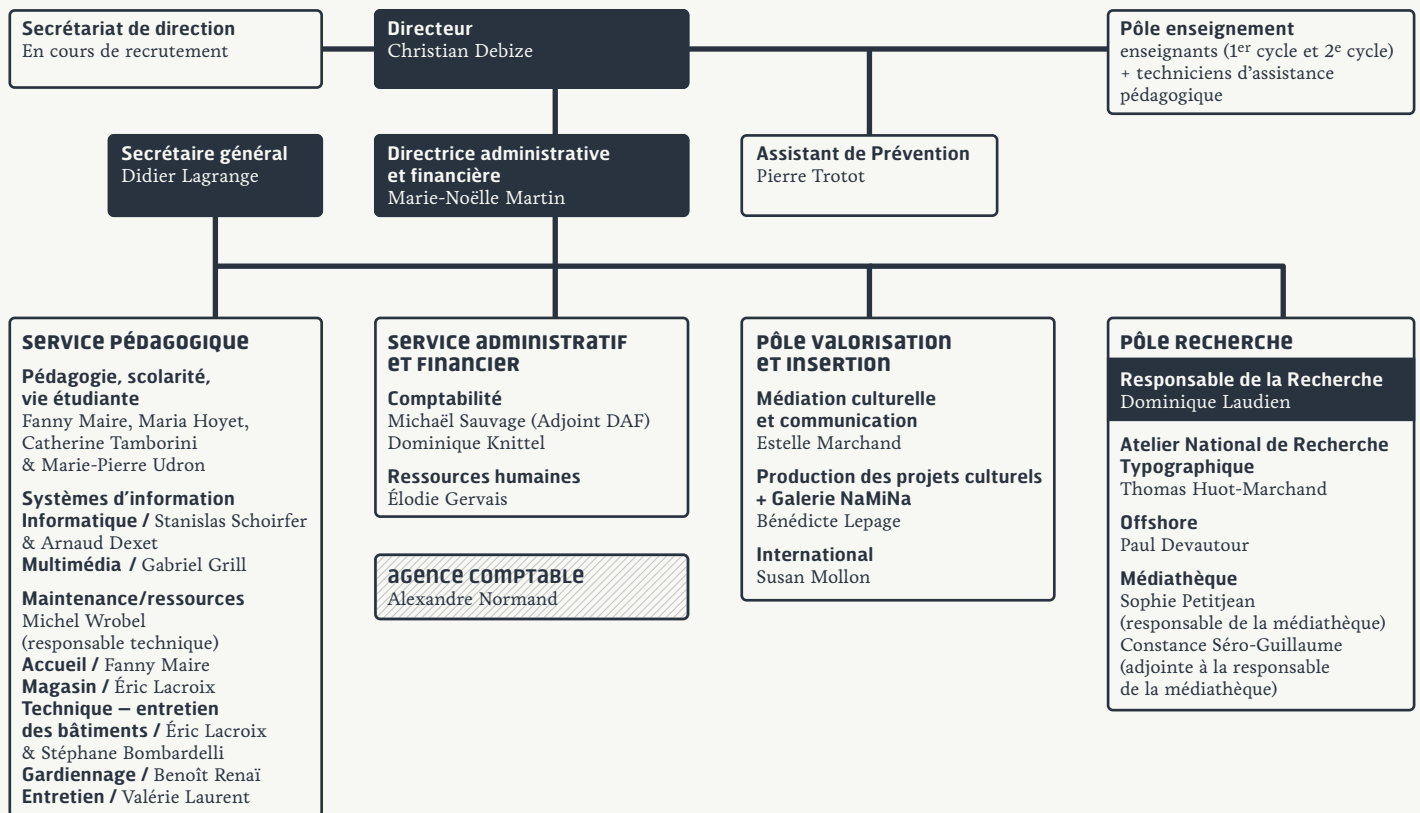 Secrétariat de direction
En cours de recrutement
Directeur
Christian Debize
Pôle enseignement
enseignants (1er cycle et 2e cycle)
+ techniciens d’assistance
pédagogique
Secrétaire général
Didier Lagrange
Directrice administrative
et financière
Marie-Noëlle Martin
Assistant de Prévention
Pierre Trotot
SERVICE PÉDAGOGIQUE
Pédagogie, scolarité,
vie étudiante
Fanny Maire, Maria Hoyet,
Catherine Tamborini
& Marie-Pierre Udron
Systèmes d’information
Informatique / Stanislas Schoirfer
& Arnaud Dexet
Multimédia / Gabriel Grill
Maintenance/ressources
Michel Wrobel
(responsable technique)
Accueil / Fanny Maire
Magasin / Éric Lacroix
Technique – entretien
des bâtiments / Éric Lacroix
& Stéphane Bombardelli
Gardiennage / Benoît Renaï
Entretien / Valérie Laurent
SERVICE ADMINISTRATIF
ET FINANCIER
Comptabilité
Michaël Sauvage (Adjoint DAF)
Dominique Knittel
Ressources humaines
Élodie Gervais
AGENCE COMPTABLE
Alexandre Normand
PÔLE VALORISATION
ET INSERTION
Médiation culturelle
et communication
Estelle Marchand
Production des projets culturels
+ Galerie NaMiNa
Bénédicte Lepage
International
Susan Mollon
PÔLE RECHERCHE
Responsable de la Recherche
Dominique Laudien
Atelier National de Recherche
Typographique
Thomas Huot-Marchand
Offshore
Paul Devautour
Médiathèque
Sophie Petitjean
(responsable de la médiathèque)
Constance Séro-Guillaume
(adjointe à la responsable
de la médiathèque)